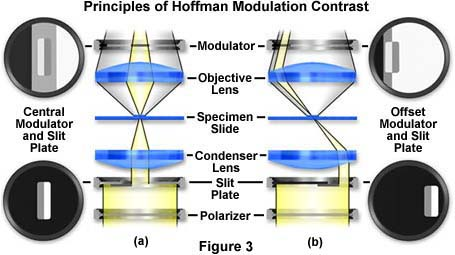 Principles of Hoffman Modulation Contrast
Modulator
Objective
Lens
Central
Modulator
and Slit
Plate
Specimen
Slide
Offset
Modulator
and Slit
Plate
Condenser
Lens
Slit
Plate
Polarizer
(a)
Figure 3
(b)